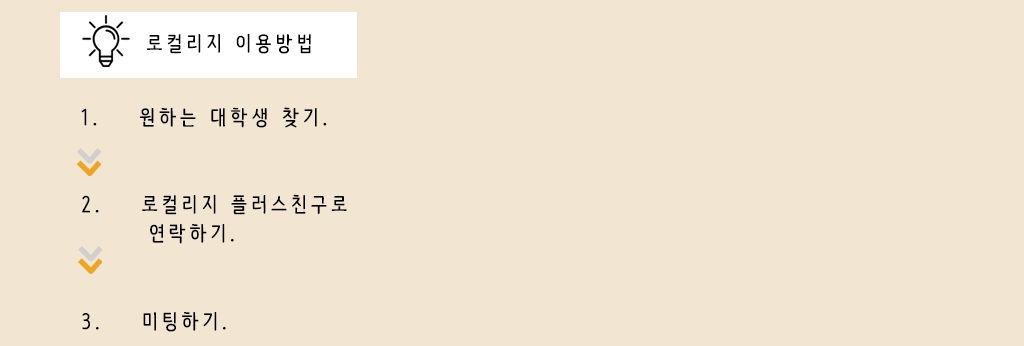 로컬리지 이용방법
1. 원하는 대학생 찾기.
2. 로컬리지 플러스친구로
연락하기.
3. 미팅하기.